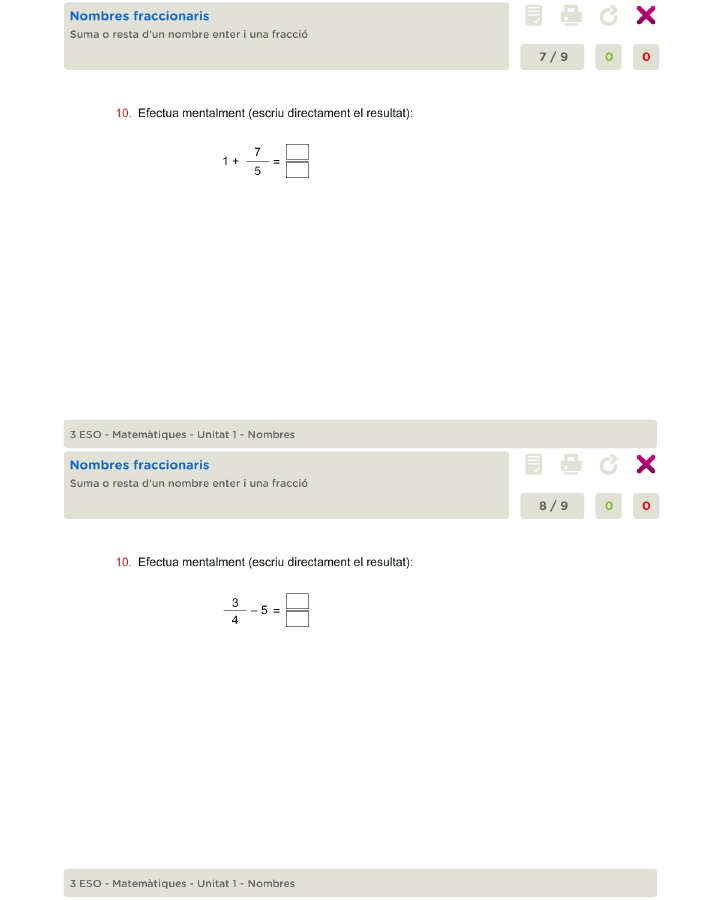 Nombres fraccionaris
Suma o resta d'un nombre enter i una fracció
7 / 9
0
0
10. Efectua mentalment (escriu directament el resultat):
1 + 7/5 =
3 ESO - Matemàtiques - Unitat 1 - Nombres
Nombres fraccionaris
Suma o resta d'un nombre enter i una fracció
8 / 9
0
0
10. Efectua mentalment (escriu directament el resultat):
3/4 – 5 =
3 ESO - Matemàtiques - Unitat 1 - Nombres